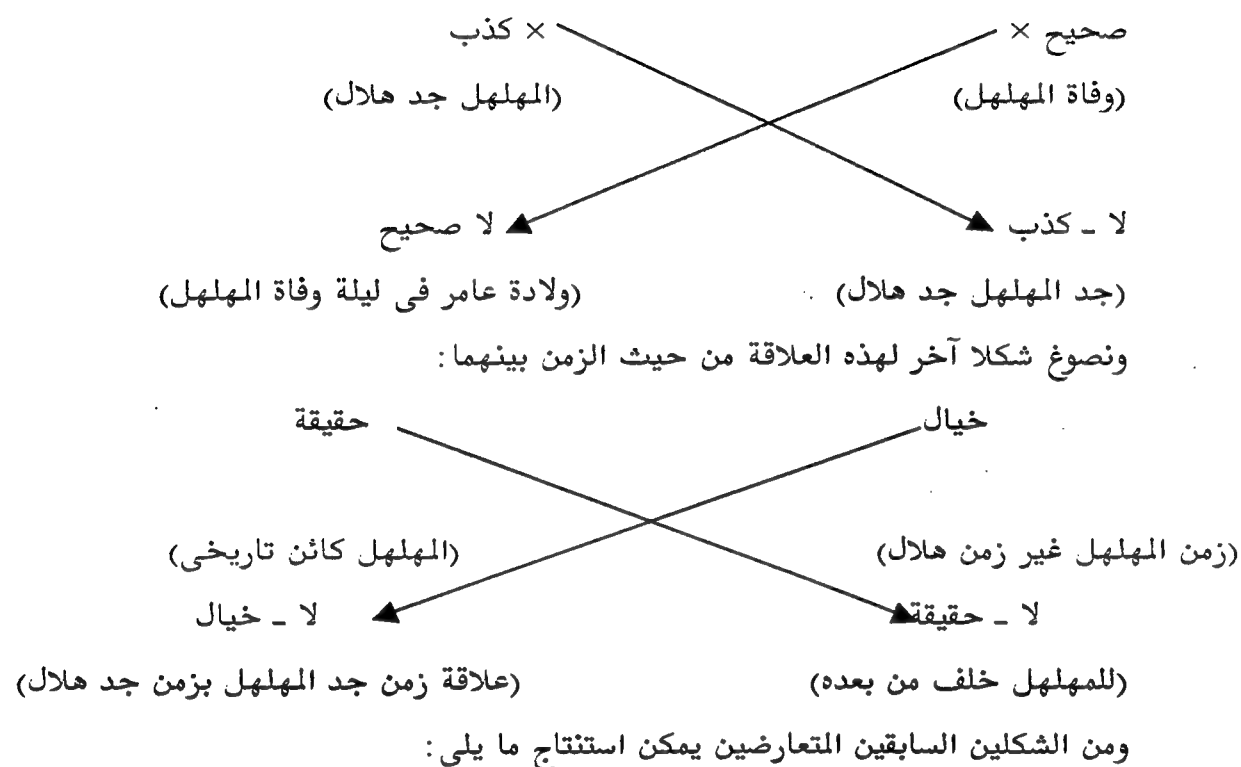 صحيح × × كذب
(وفاة المهلهل) (المهلهل جد هلال)
لا ـ كذب لا صحيح
(جد المهلهل جد هلال) (ولادة عامر فى ليلة وفاة المهلهل)
ونصوغ شكلا آخر لهذه العلاقة من حيث الزمن بينهما:
خيال حقيقة
(زمن المهلهل غير زمن هلال) (المهلهل كائن تاريخى)
لا ـ حقيقة لا ـ خيال
(للمهلهل خلف من بعده) (علاقة زمن جد المهلهل بزمن جد هلال)
ومن الشكلين السابقين المتعارضين يمكن استنتاج ما يلى: